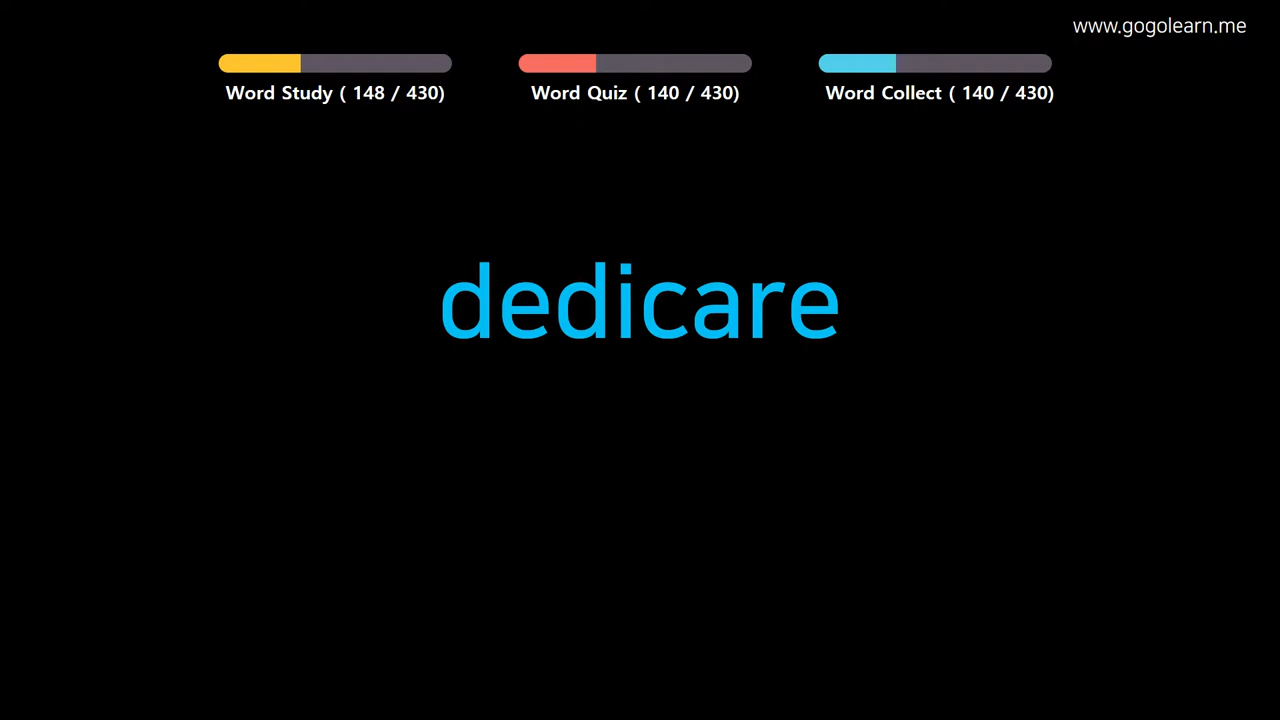 www.gogolearn.me
Word Study ( 148 / 430)
Word Quiz ( 140 / 430)
Word Collect ( 140 / 430)
dedicare